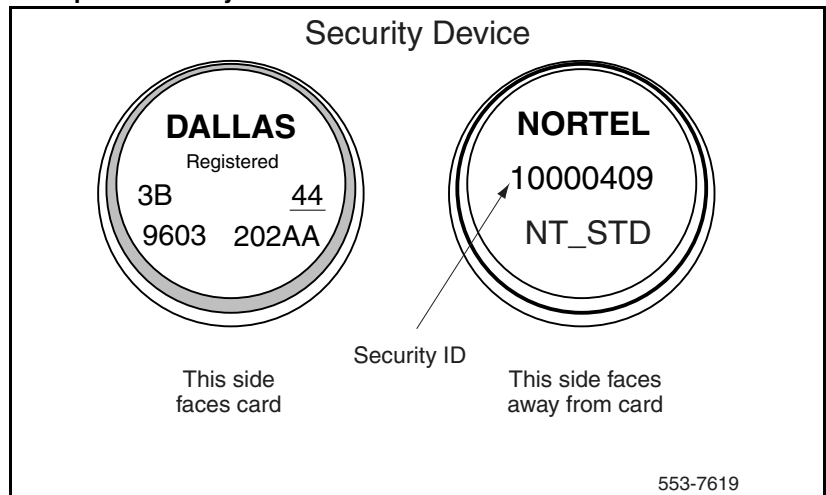 Security Device
DALLAS
Registered
3B 44
9603 202AA
This side
faces card
NORTEL
10000409
NT_STD
Security ID
This side faces
away from card
553-7619